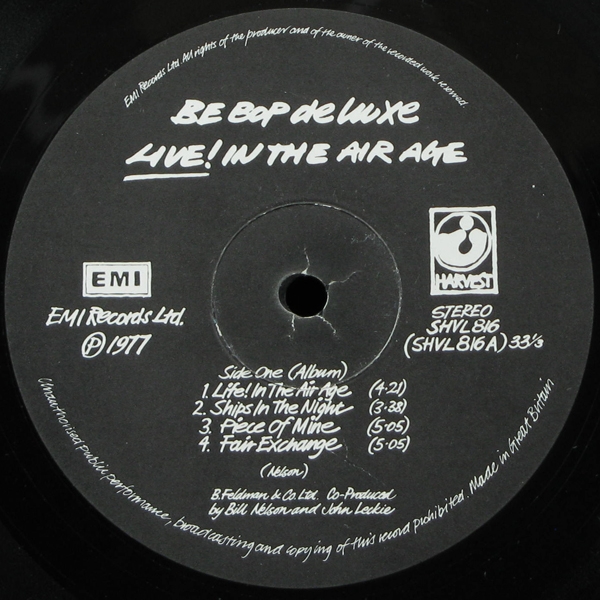 EMI Records Ltd. All rights of the producer and of the owner of the recorded work reserved.
BE BOP deluxe
LIVE! IN THE AIR AGE
EMI
EMI Records Ltd.
Ⓟ 1977
HARVEST
STEREO
SHVL 816
(SHVL 816 A) 33⅓
Side One (Album)
1. Life! In The Air Age (4·21)
2. Ships In The Night (3·38)
3. Piece Of Mine (5·05)
4. Fair Exchange (5·05)
(Nelson)
B. Feldman & Co. Ltd. Co-Produced
by Bill Nelson and John Leckie
Unauthorised public performance, broadcasting and copying of this record prohibited. Made in Great Britain